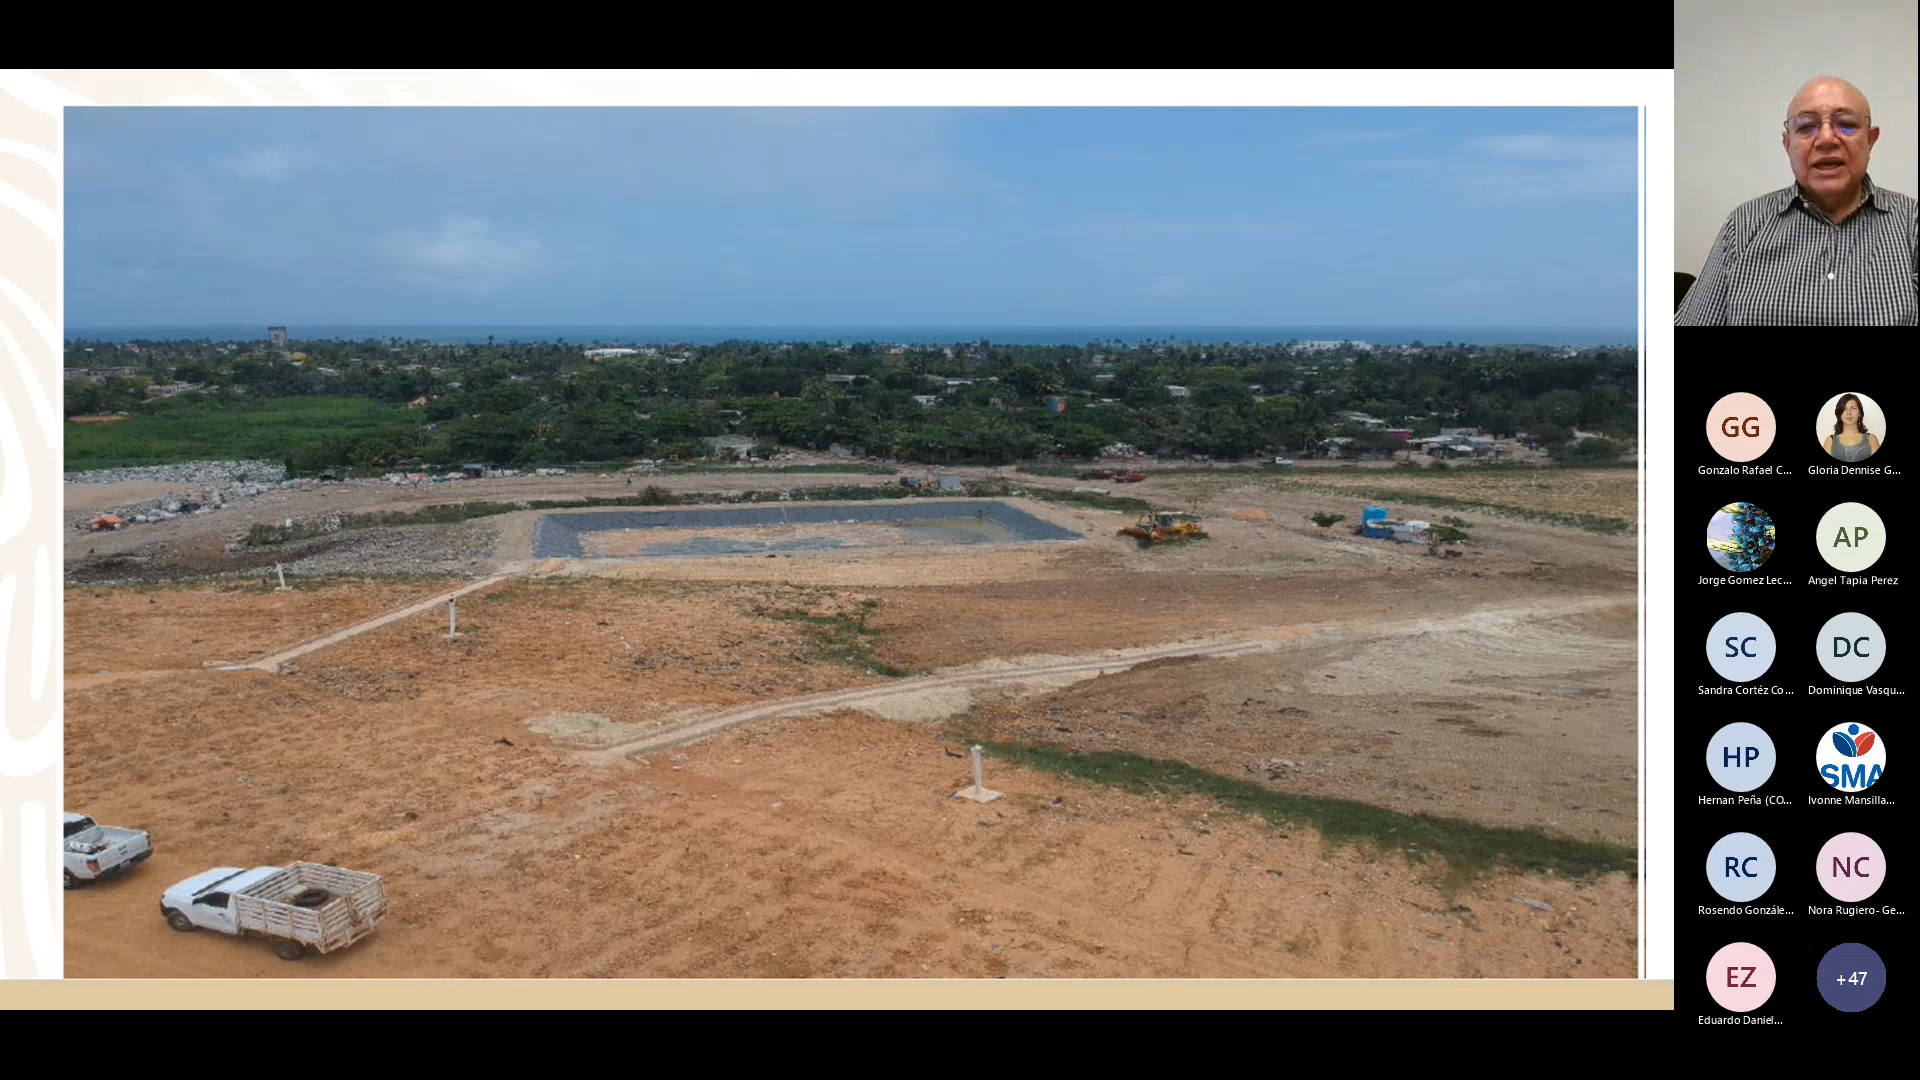 GG
Gonzalo Rafael C...
Gloria Dennise G...
Jorge Gomez Lec...
AP
Angel Tapia Perez
SC
Sandra Cortéz Co...
DC
Dominique Vasqu...
HP
Hernan Peña (CO...
SMA
Ivonne Mansilla...
RC
Rosendo Gonzále...
NC
Nora Rugiero- Ge...
EZ
Eduardo Daniel...
+47